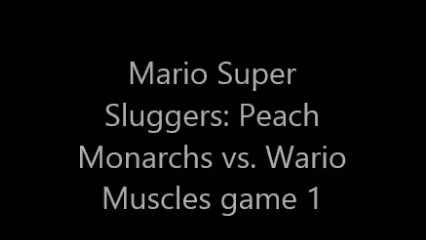 Mario Super
Sluggers: Peach
Monarchs vs. Wario
Muscles game 1